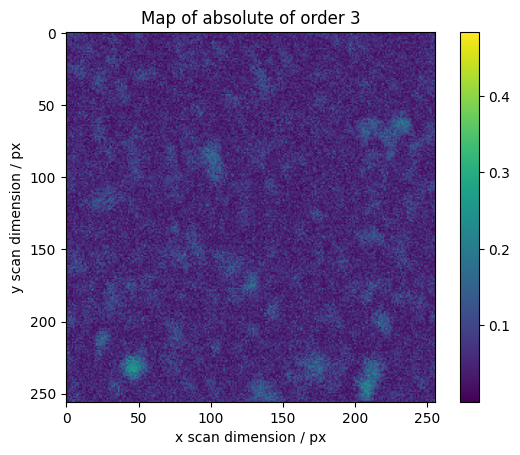 Map of absolute of order 3
0
50
100
150
200
250
y scan dimension / px
0 50 100 150 200 250
x scan dimension / px
0.4
0.3
0.2
0.1